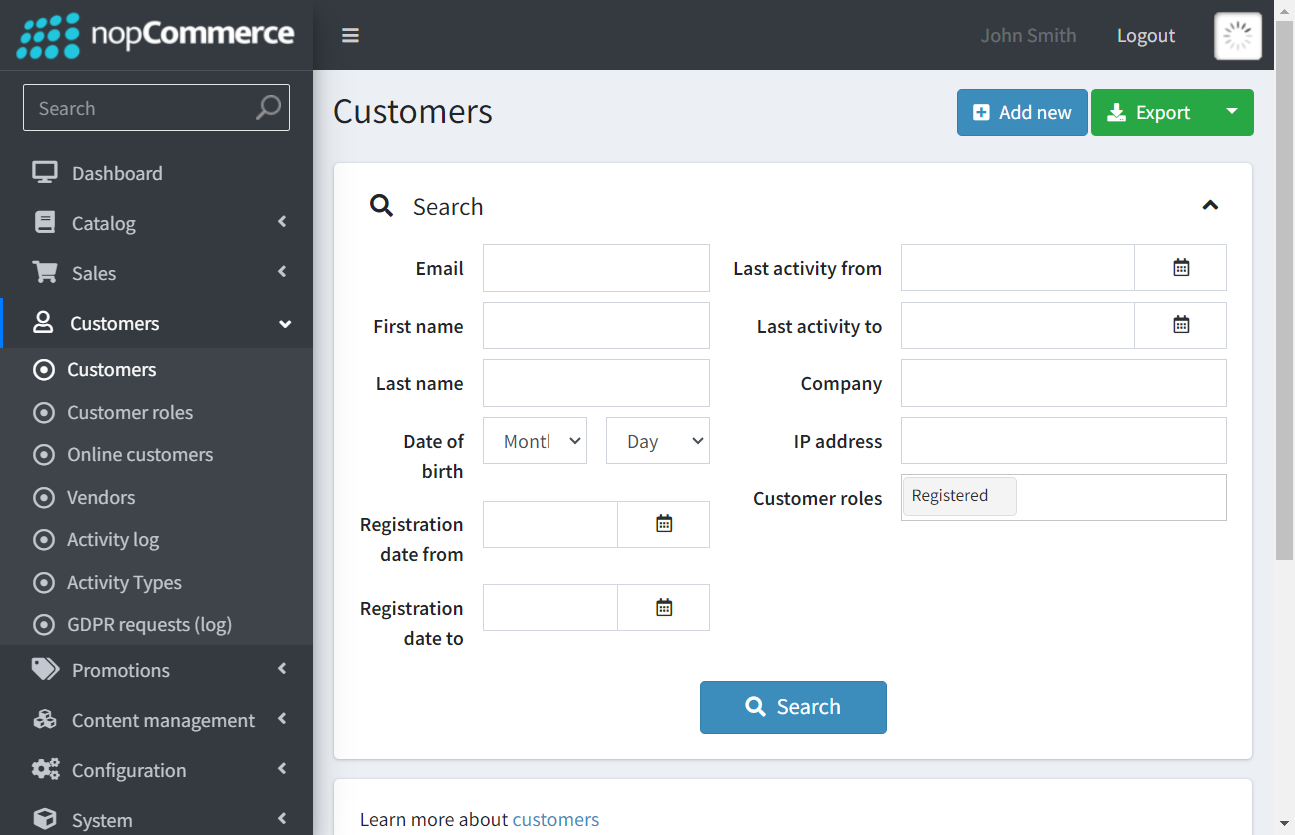 nopCommerce
John Smith
Logout
Search
Dashboard
Catalog
Sales
Customers
Customers
Customer roles
Online customers
Vendors
Activity log
Activity Types
GDPR requests (log)
Promotions
Content management
Configuration
System
Customers
Add new
Export
Search
Email
First name
Last name
Date of
birth
Month
Day
Registration
date from
Registration
date to
Last activity from
Last activity to
Company
IP address
Customer roles
Registered
Search
Learn more about customers